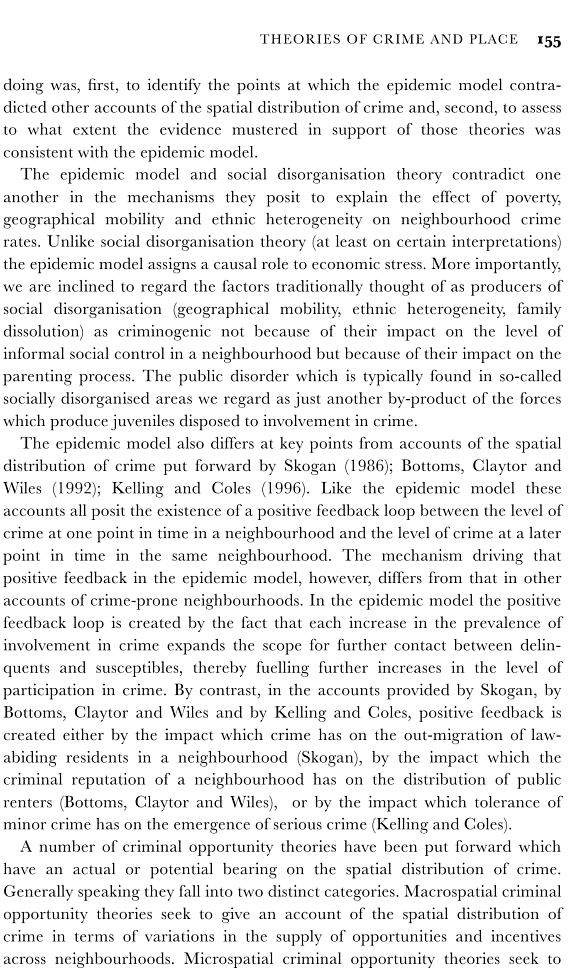 THEORIES OF CRIME AND PLACE 155
doing was, first, to identify the points at which the epidemic model contra-
dicted other accounts of the spatial distribution of crime and, second, to assess
to what extent the evidence mustered in support of those theories was
consistent with the epidemic model.
The epidemic model and social disorganisation theory contradict one
another in the mechanisms they posit to explain the effect of poverty,
geographical mobility and ethnic heterogeneity on neighbourhood crime
rates. Unlike social disorganisation theory (at least on certain interpretations)
the epidemic model assigns a causal role to economic stress. More importantly,
we are inclined to regard the factors traditionally thought of as producers of
social disorganisation (geographical mobility, ethnic heterogeneity, family
dissolution) as criminogenic not because of their impact on the level of
informal social control in a neighbourhood but because of their impact on the
parenting process. The public disorder which is typically found in so-called
socially disorganised areas we regard as just another by-product of the forces
which produce juveniles disposed to involvement in crime.
The epidemic model also differs at key points from accounts of the spatial
distribution of crime put forward by Skogan (1986); Bottoms, Claytor and
Wiles (1992); Kelling and Coles (1996). Like the epidemic model these
accounts all posit the existence of a positive feedback loop between the level of
crime at one point in time in a neighbourhood and the level of crime at a later
point in time in the same neighbourhood. The mechanism driving that
positive feedback in the epidemic model, however, differs from that in other
accounts of crime-prone neighbourhoods. In the epidemic model the positive
feedback loop is created by the fact that each increase in the prevalence of
involvement in crime expands the scope for further contact between delin-
quents and susceptibles, thereby fuelling further increases in the level of
participation in crime. By contrast, in the accounts provided by Skogan, by
Bottoms, Claytor and Wiles and by Kelling and Coles, positive feedback is
created either by the impact which crime has on the out-migration of law-
abiding residents in a neighbourhood (Skogan), by the impact which the
criminal reputation of a neighbourhood has on the distribution of public
renters (Bottoms, Claytor and Wiles), or by the impact which tolerance of
minor crime has on the emergence of serious crime (Kelling and Coles).
A number of criminal opportunity theories have been put forward which
have an actual or potential bearing on the spatial distribution of crime.
Generally speaking they fall into two distinct categories. Macrospatial criminal
opportunity theories seek to give an account of the spatial distribution of
crime in terms of variations in the supply of opportunities and incentives
across neighbourhoods. Microspatial criminal opportunity theories seek to